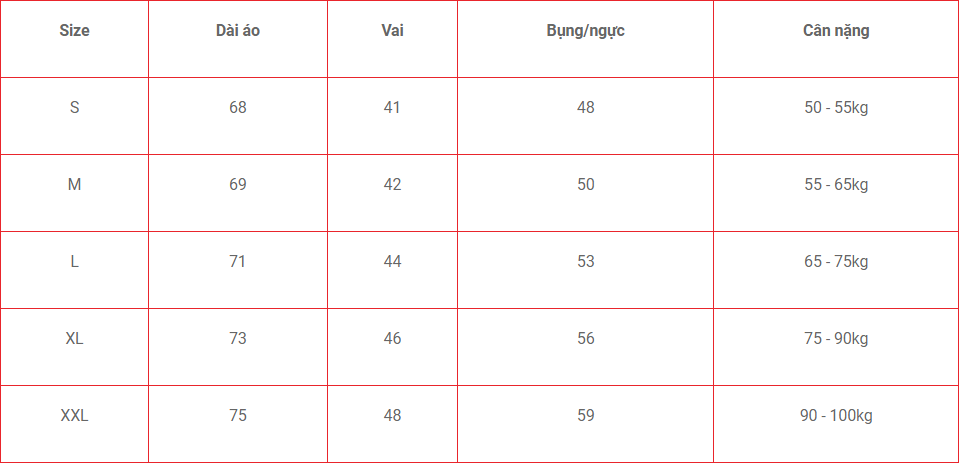 Size Dài áo Vai Bụng/ngực Cân nặng
S 68 41 48 50 - 55kg
M 69 42 50 55 - 65kg
L 71 44 53 65 - 75kg
XL 73 46 56 75 - 90kg
XXL 75 48 59 90 - 100kg